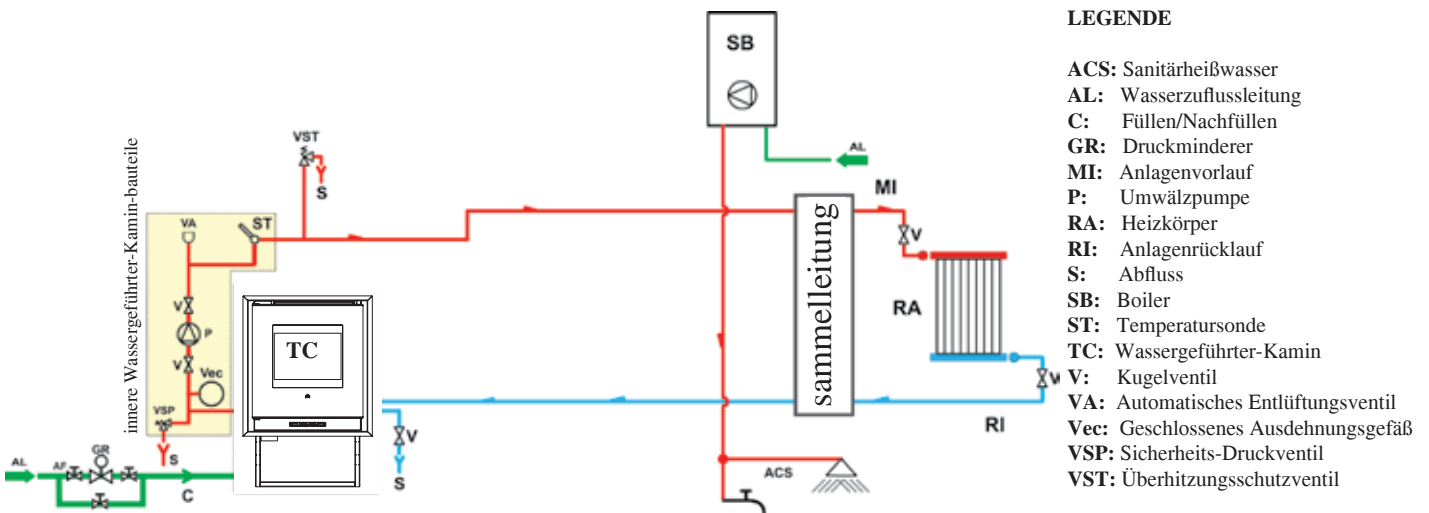 innere Wassergeführter-Kamin-bauteile
VA
ST
V
P
V
Vec
VSP
S
VST
S
TC
AL
AF
GR
C
V
S
SB
AL
sammelleitung
MI
V
RA
V
RI
ACS
LEGENDE
ACS: Sanitärheißwasser
AL: Wasserzuflussleitung
C: Füllen/Nachfüllen
GR: Druckminderer
MI: Anlagenvorlauf
P: Umwälzpumpe
RA: Heizkörper
RI: Anlagenrücklauf
S: Abfluss
SB: Boiler
ST: Temperatursonde
TC: Wassergeführter-Kamin
V: Kugelventil
VA: Automatisches Entlüftungsventil
Vec: Geschlossenes Ausdehnungsgefäß
VSP: Sicherheits-Druckventil
VST: Überhitzungsschutzventil